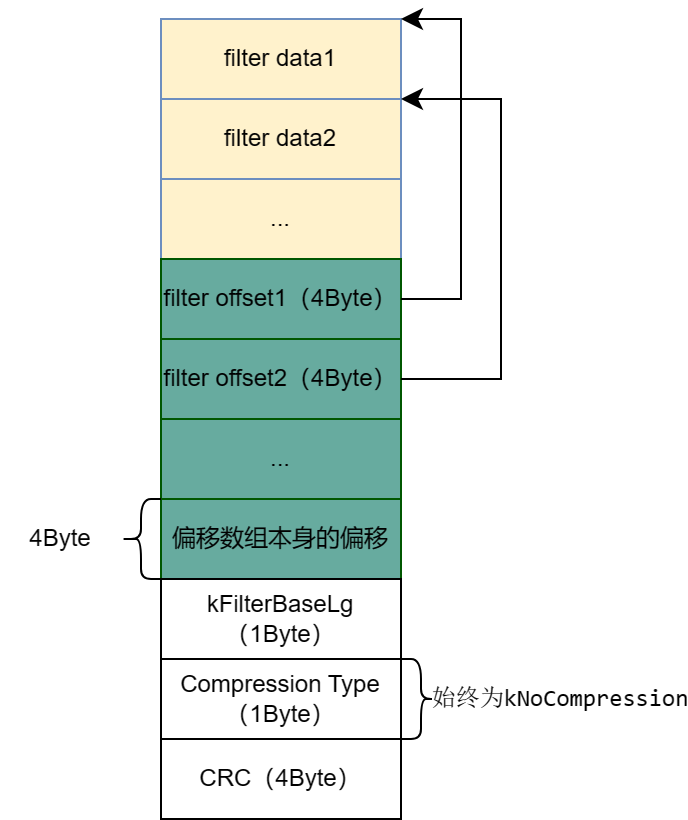 filter data1
filter data2
...
filter offset1（4Byte）
filter offset2（4Byte）
...
4Byte
偏移数组本身的偏移
kFilterBaseLg
（1Byte）
Compression Type
（1Byte）
始终为kNoCompression
CRC（4Byte）